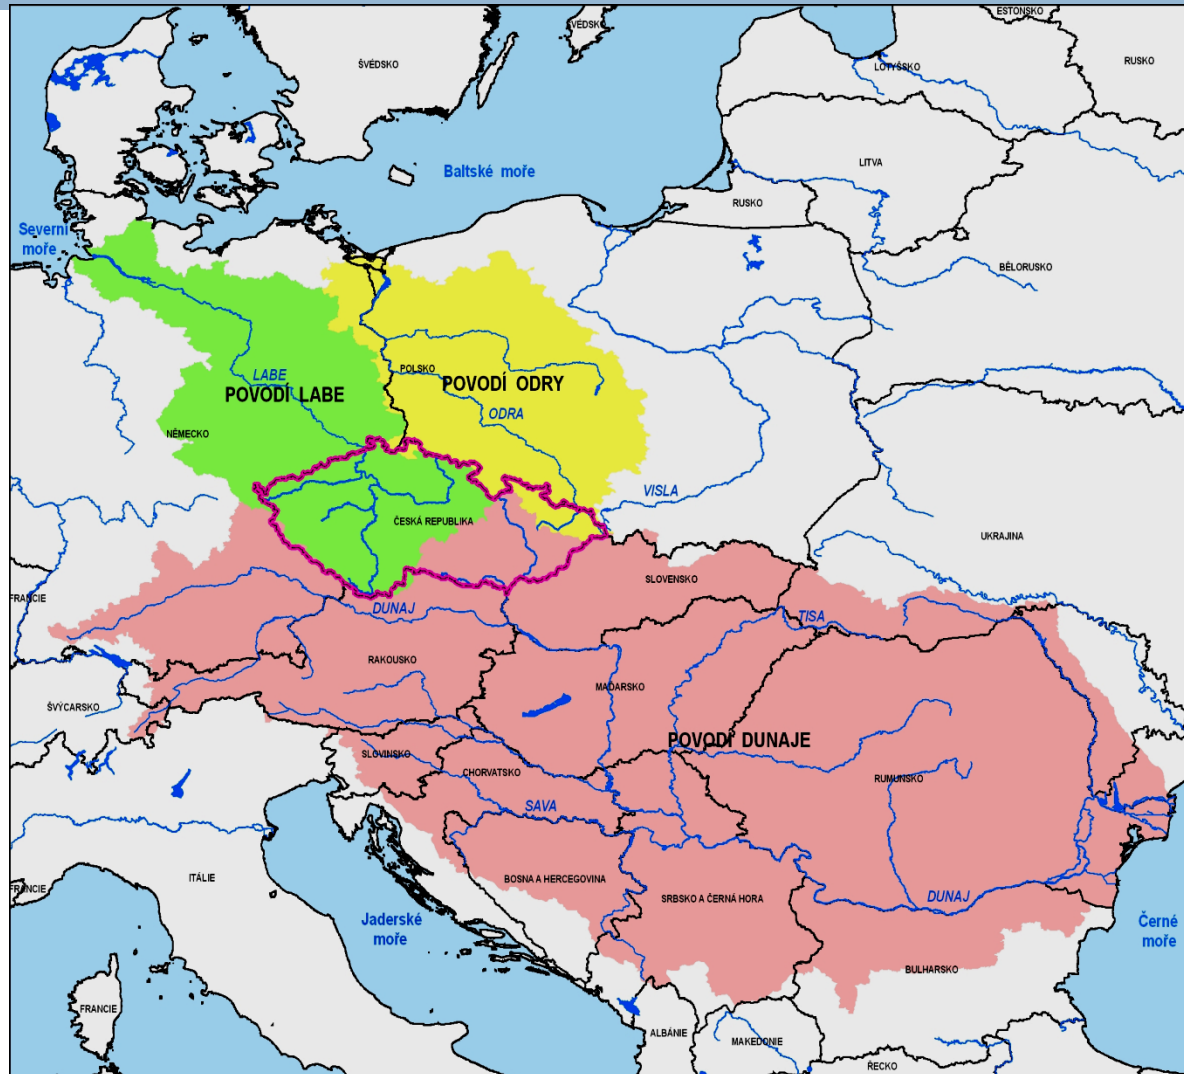 ESTONSKO
ŠVÉDSKO
ŠVÉDSKO
LOTYŠSKO
RUSKO
Baltské moře
LITVA
RUSKO
Severní
moře
BĚLORUSKO
LABE
POLSKO
POVODÍ LABE
POVODÍ ODRY
ODRA
NĚMECKO
VISLA
ČESKÁ REPUBLIKA
UKRAJINA
SLOVENSKO
FRANCIE
DUNAJ
TISA
RAKOUSKO
MAĎARSKO
ŠVÝCARSKO
POVODÍ DUNAJE
SLOVINSKO
CHORVATSKO
RUMUNSKO
SAVA
ITÁLIE
BOSNA A HERCEGOVINA
FRANCIE
SRBSKO A ČERNÁ HORA
DUNAJ
Jaderské
moře
Černé
moře
BULHARSKO
FRANCIE
ALBÁNIE
MAKEDONIE
ŘECKO